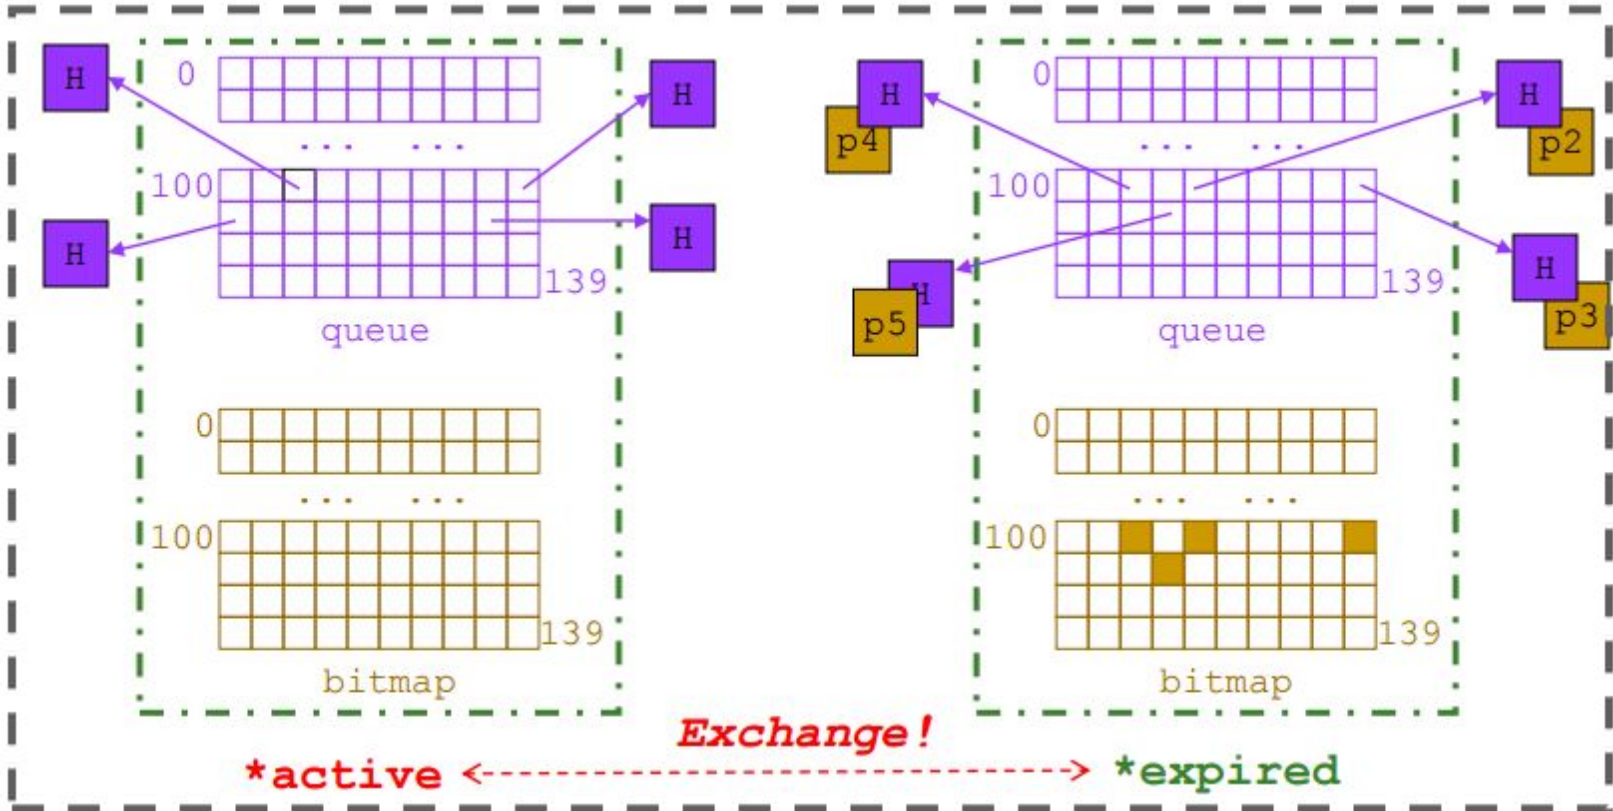 H
0
H
... ...
100
H
H
139
queue
0
... ...
100
139
bitmap
H
p4
0
H
p2
... ...
100
H
p5
H
p3
139
queue
0
... ...
100
139
bitmap
Exchange!
*active
*expired